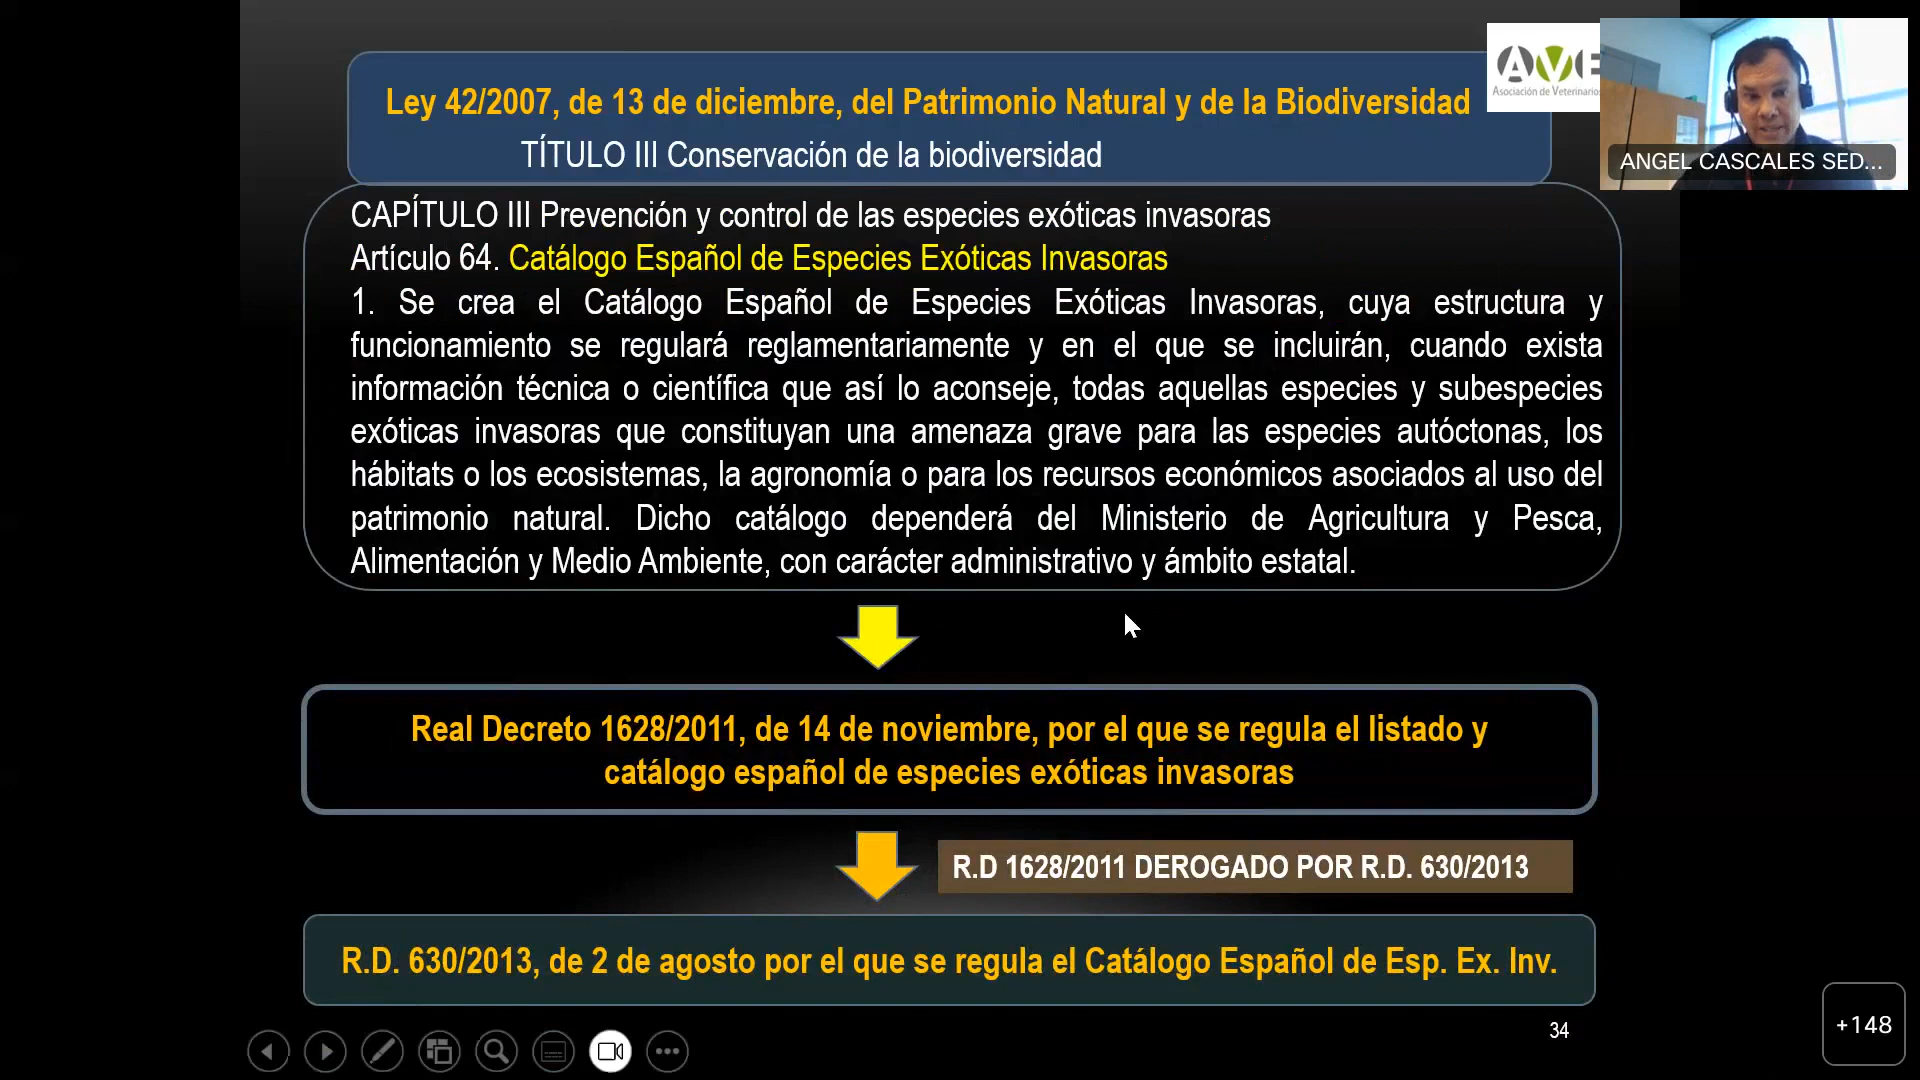 Ley 42/2007, de 13 de diciembre, del Patrimonio Natural y de la Biodiversidad
TÍTULO III Conservación de la biodiversidad
AVE
Asociación de Veterinarios
ANGEL CASCALES SED...
CAPÍTULO III Prevención y control de las especies exóticas invasoras
Artículo 64. Catálogo Español de Especies Exóticas Invasoras
1. Se crea el Catálogo Español de Especies Exóticas Invasoras, cuya estructura y
funcionamiento se regulará reglamentariamente y en el que se incluirán, cuando exista
información técnica o científica que así lo aconseje, todas aquellas especies y subespecies
exóticas invasoras que constituyan una amenaza grave para las especies autóctonas, los
hábitats o los ecosistemas, la agronomía o para los recursos económicos asociados al uso del
patrimonio natural. Dicho catálogo dependerá del Ministerio de Agricultura y Pesca,
Alimentación y Medio Ambiente, con carácter administrativo y ámbito estatal.
Real Decreto 1628/2011, de 14 de noviembre, por el que se regula el listado y
catálogo español de especies exóticas invasoras
R.D 1628/2011 DEROGADO POR R.D. 630/2013
R.D. 630/2013, de 2 de agosto por el que se regula el Catálogo Español de Esp. Ex. Inv.
34
+148